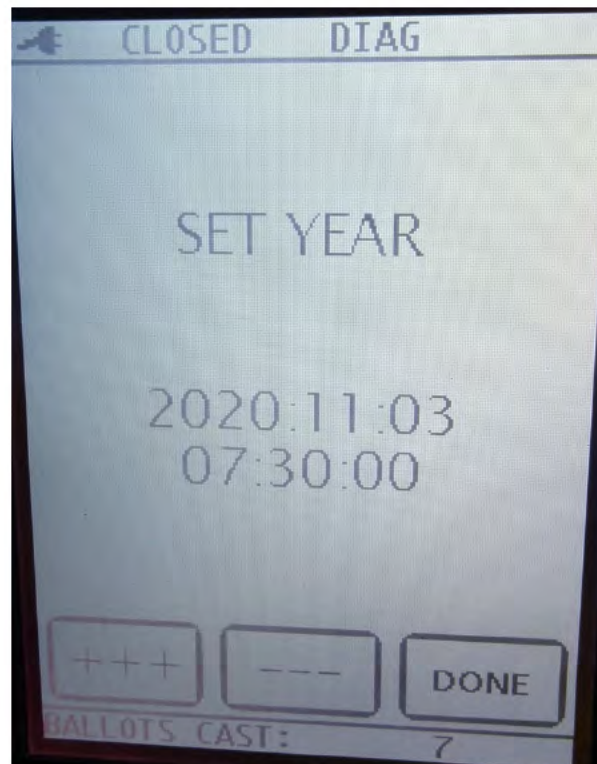 CLOSED DIAG
SET YEAR
2020:11:03
07:30:00
+++ --- DONE
BALLOTS CAST: 7